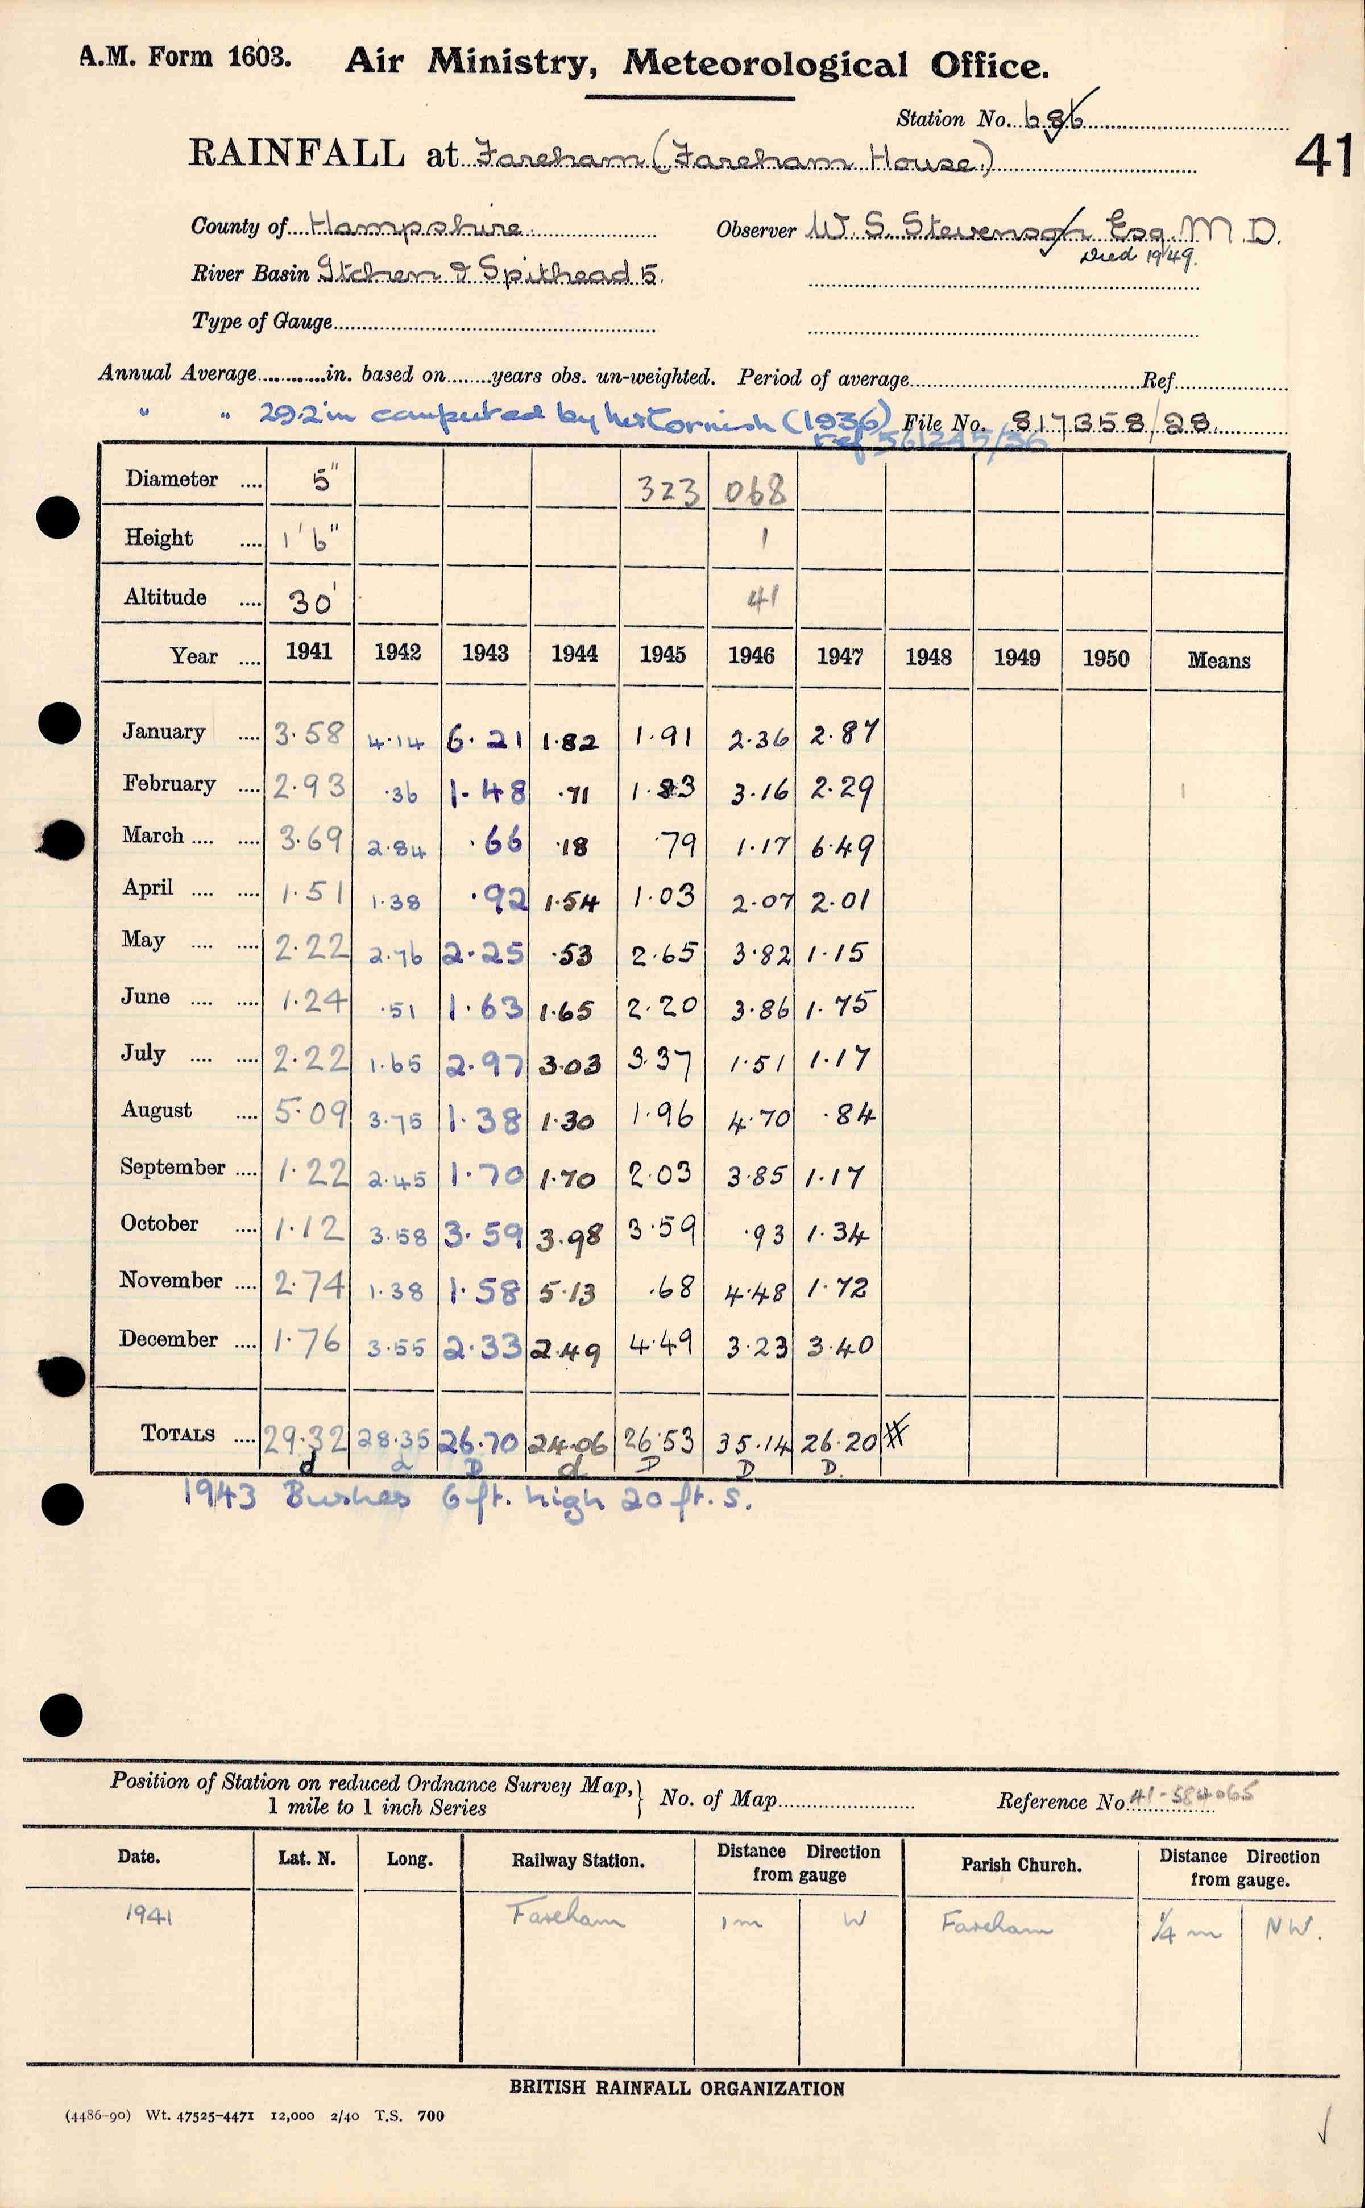 A.M. Form 1603. Air Ministry, Meteorological Office.
Station No. 686
41
RAINFALL at Fareham (Fareham House.)
County of Hampshire Observer W. S. Stevenson Esq. M.D.
Died 1949.
River Basin Itchen & Spithead 5.
Type of Gauge
Annual Average............in. based on........years obs. un-weighted. Period of average Ref
" " 29.2 in computed by Mr Cornish (1936) File No. 817358/28
ref 561245/36
Diameter .... 5" 323 068
Height .... 1'6" 1
Altitude .... 30' 41
Year .... 1941 1942 1943 1944 1945 1946 1947 1948 1949 1950 Means
January .... 3.58 4.14 6.21 1.82 1.91 2.36 2.87
February .... 2.93 .36 1.48 .71 1.83 3.16 2.29
March .... .... 3.69 2.84 .66 .18 .79 1.17 6.49
April .... .... 1.51 1.38 .92 1.54 1.03 2.07 2.01
May .... .... 2.22 2.76 2.25 .53 2.65 3.82 1.15
June .... .... 1.24 .51 1.63 1.65 2.20 3.86 1.75
July .... .... 2.22 1.65 2.97 3.03 3.37 1.51 1.17
August .... 5.09 3.75 1.38 1.30 1.96 4.70 .84
September .... 1.22 2.45 1.70 1.70 2.03 3.85 1.17
October .... 1.12 3.58 3.59 3.98 3.59 .93 1.34
November .... 2.74 1.38 1.58 5.13 .68 4.48 1.72
December .... 1.76 3.55 2.33 2.49 4.49 3.23 3.40
TOTALS .... 29.32 28.35 26.70 24.06 26.53 35.14 26.20 #
d d D d D D D.
1943 Bushes 6ft. high 20ft. S.
Position of Station on reduced Ordnance Survey Map,} No. of Map Reference No. 41-584065
1 mile to 1 inch Series
Date. Lat. N. Long. Railway Station. Distance from gauge Direction Parish Church. Distance Direction from gauge.
1941 Fareham 1m W Fareham 1/4 m NW.
BRITISH RAINFALL ORGANIZATION
(4486-90) Wt. 47525-4471 12,000 2/40 T.S. 700